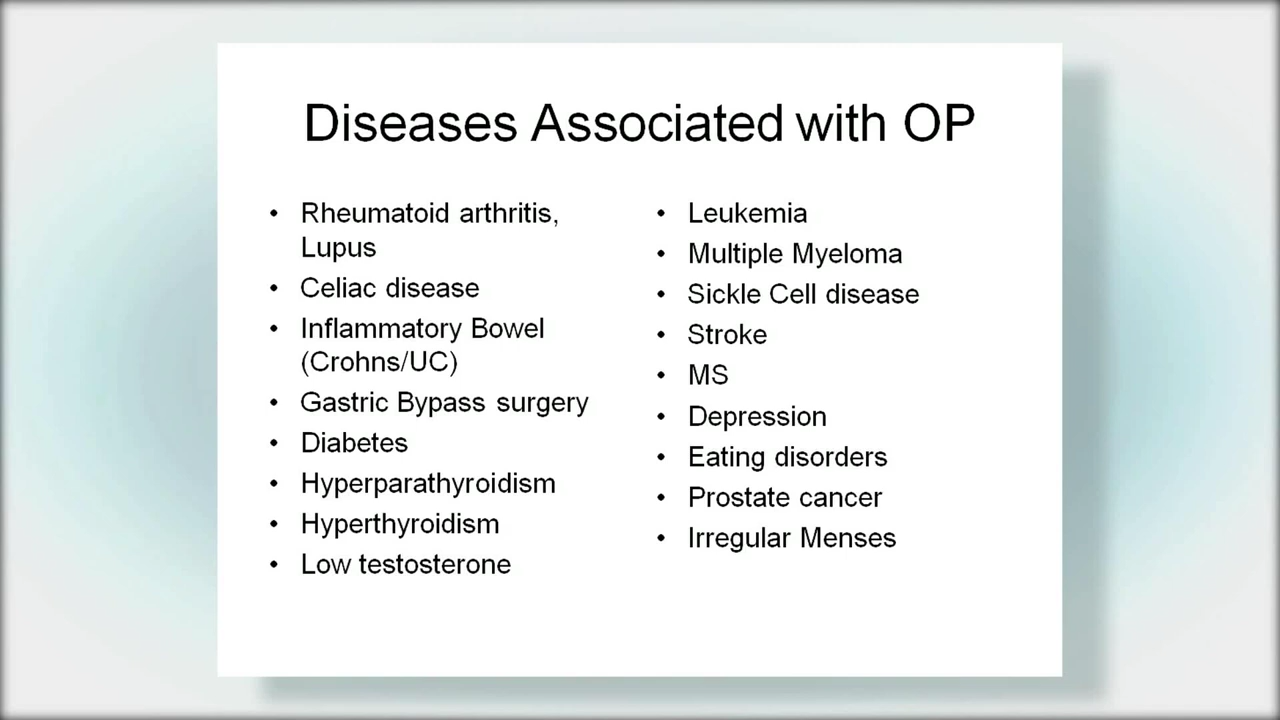 Diseases Associated with OP
• Rheumatoid arthritis,
Lupus
• Celiac disease
• Inflammatory Bowel
(Crohns/UC)
• Gastric Bypass surgery
• Diabetes
• Hyperparathyroidism
• Hyperthyroidism
• Low testosterone
• Leukemia
• Multiple Myeloma
• Sickle Cell disease
• Stroke
• MS
• Depression
• Eating disorders
• Prostate cancer
• Irregular Menses